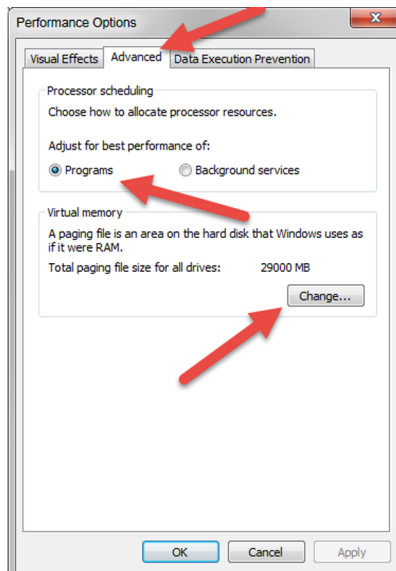 Performance Options
Visual Effects
Advanced
Data Execution Prevention
Processor scheduling
Choose how to allocate processor resources.
Adjust for best performance of:
Programs
Background services
Virtual memory
A paging file is an area on the hard disk that Windows uses as
if it were RAM.
Total paging file size for all drives: 29000 MB
Change...
OK
Cancel
Apply